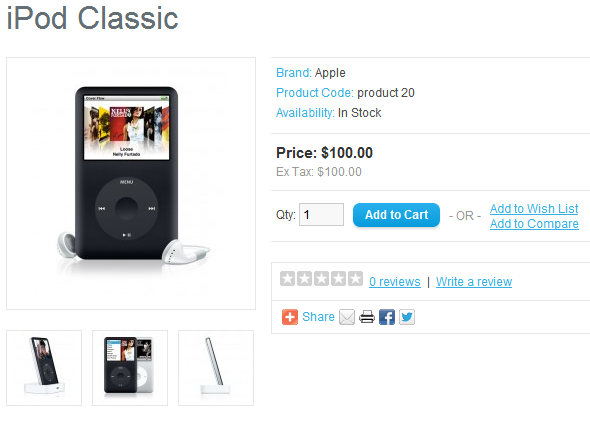 iPod Classic
Cover Flow
NELLY
FURTADO
Loose
Nelly Furtado
MENU
Brand: Apple
Product Code: product 20
Availability: In Stock
Price: $100.00
Ex Tax: $100.00
Qty: 1 Add to Cart - OR - Add to Wish List
Add to Compare
0 reviews | Write a review
Share